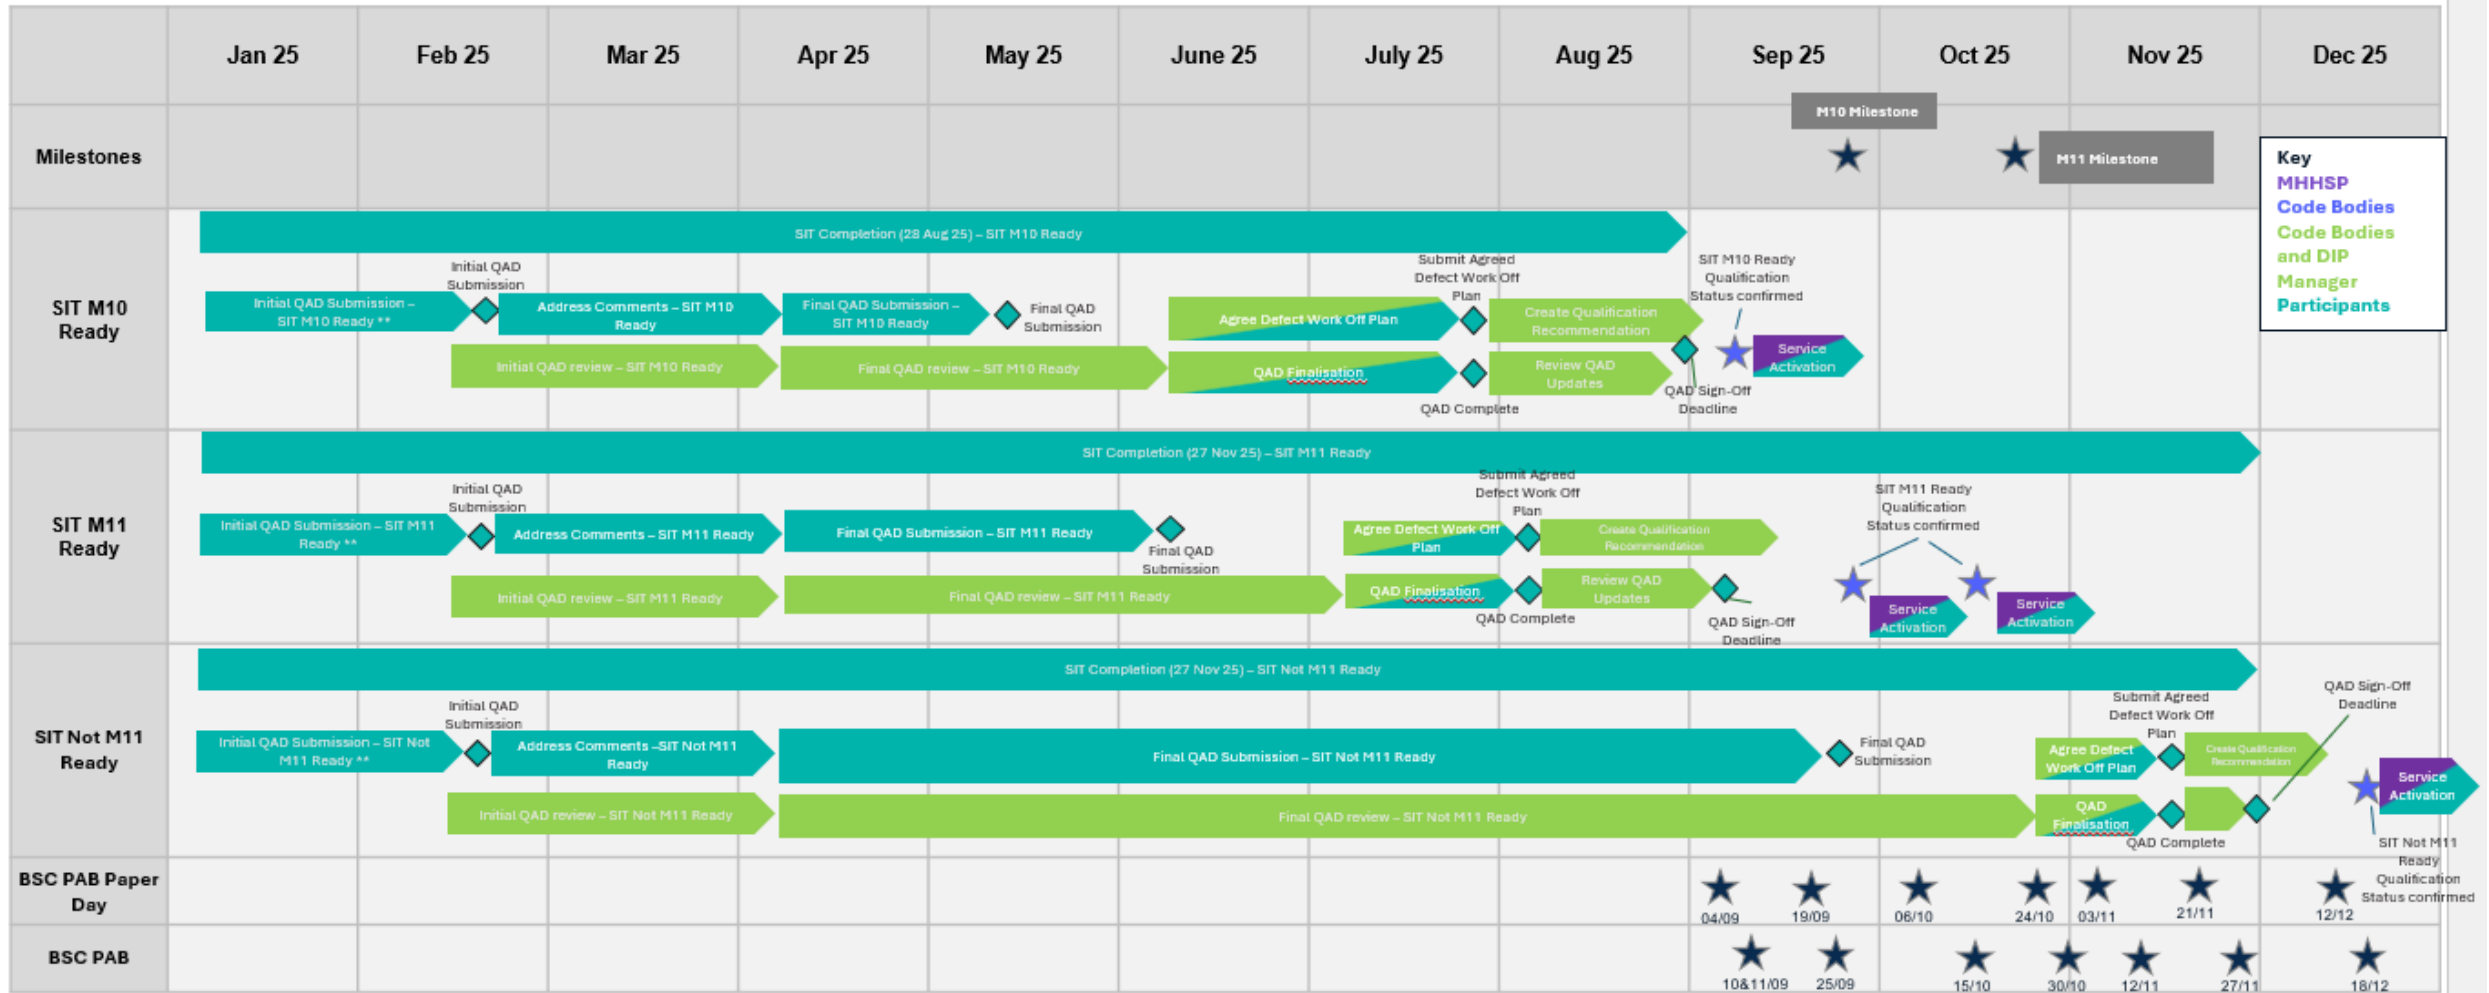 Jan 25
Feb 25
Mar 25
Apr 25
May 25
June 25
July 25
Aug 25
Sep 25
Oct 25
Nov 25
Dec 25
Milestones
M10 Milestone
M11 Milestone
Key
MHHSP
Code Bodies
Code Bodies
and DIP
Manager
Participants
SIT M10
Ready
SIT Completion (28 Aug 25) – SIT M10 Ready
Initial QAD Submission –
SIT M10 Ready **
Initial QAD
Submission
Address Comments – SIT M10
Ready
Final QAD Submission –
SIT M10 Ready
Final QAD
Submission
Agree Defect Work Off Plan
Submit Agreed
Defect Work Off
Plan
Create Qualification
Recommendation
SIT M10 Ready
Qualification
Status confirmed
Initial QAD review – SIT M10 Ready
Final QAD review – SIT M10 Ready
QAD Finalisation
QAD Complete
Review QAD
Updates
QAD Sign-Off
Deadline
Service
Activation
SIT M11
Ready
SIT Completion (27 Nov 25) – SIT M11 Ready
Initial QAD Submission – SIT M11
Ready **
Initial QAD
Submission
Address Comments – SIT M11 Ready
Final QAD Submission – SIT M11 Ready
Final QAD
Submission
Agree Defect Work Off
Plan
Submit Agreed
Defect Work Off
Plan
Create Qualification
Recommendation
SIT M11 Ready
Qualification
Status confirmed
Initial QAD review – SIT M11 Ready
Final QAD review – SIT M11 Ready
QAD Finalisation
QAD Complete
Review QAD
Updates
QAD Sign-Off
Deadline
Service
Activation
Service
Activation
SIT Not M11
Ready
SIT Completion (27 Nov 25) – SIT Not M11 Ready
Initial QAD Submission – SIT Not
M11 Ready **
Initial QAD
Submission
Address Comments –SIT Not M11
Ready
Final QAD Submission – SIT Not M11 Ready
Final QAD
Submission
Agree Defect
Work Off Plan
Submit Agreed
Defect Work Off
Plan
Create Qualification
Recommendation
QAD Sign-Off
Deadline
Initial QAD review – SIT Not M11 Ready
Final QAD review – SIT Not M11 Ready
QAD
Finalisation
QAD Complete
Service
Activation
SIT Not M11
Ready
Qualification
Status confirmed
BSC PAB Paper
Day
04/09
19/09
06/10
24/10
03/11
21/11
12/12
BSC PAB
10&11/09
25/09
15/10
30/10
12/11
27/11
18/12